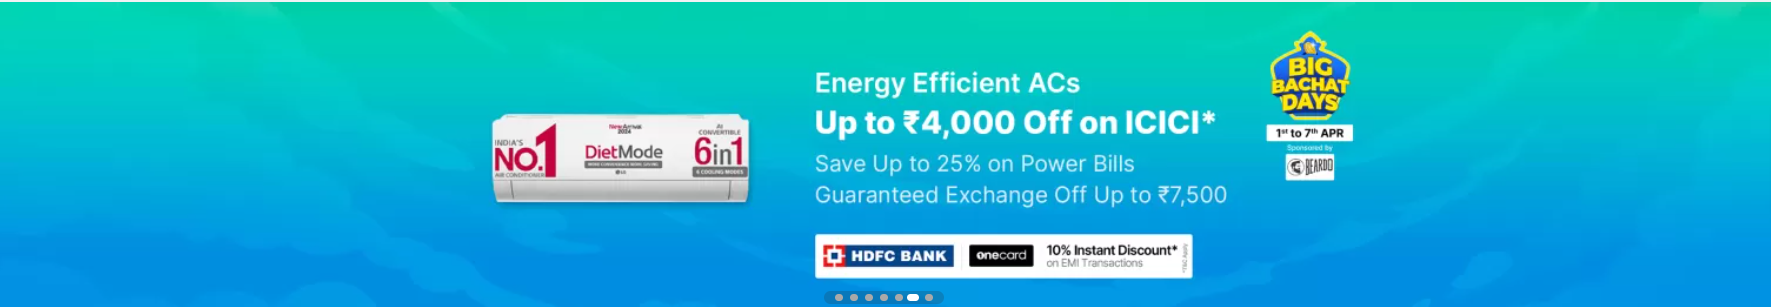 New Arrival
2024
INDIA'S
NO.1
AIR CONDITIONER
DietMode
LG
AI
CONVERTIBLE
6in1
6 COOLING MODES
Energy Efficient ACs
Up to ₹4,000 Off on ICICI*
Save Up to 25% on Power Bills
Guaranteed Exchange Off Up to ₹7,500
HDFC BANK
onecard
10% Instant Discount*
on EMI Transactions
*T&C Apply
BIG
BACHAT
DAYS
1st to 7th APR
Sponsored by
BEARDO